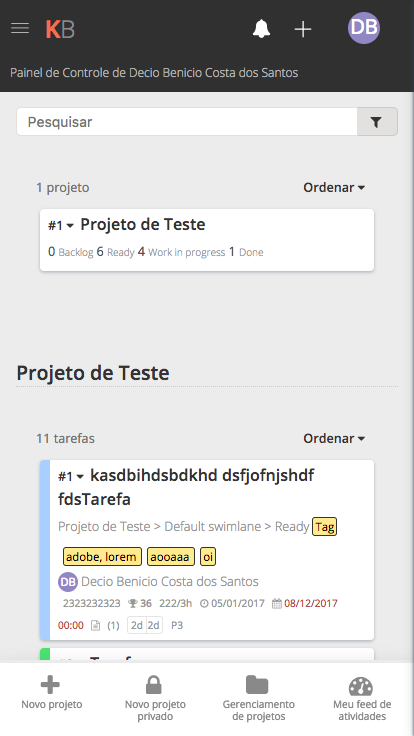 KB
DB
Painel de Controle de Decio Benicio Costa dos Santos
Pesquisar
1 projeto Ordenar
#1 Projeto de Teste
0 Backlog 6 Ready 4 Work in progress 1 Done
Projeto de Teste
11 tarefas Ordenar
#1 kasdbihdsbdkhd dsfjofnjshdf
fdsTarefa
Projeto de Teste > Default swimlane > Ready Tag
adobe, lorem aooaaa oi
DB Decio Benicio Costa dos Santos
2323232323 36 222/3h 05/01/2017 08/12/2017
00:00 (1) 2d 2d P3
Novo projeto
Novo projeto
privado
Gerenciamento
de projetos
Meu feed de
atividades